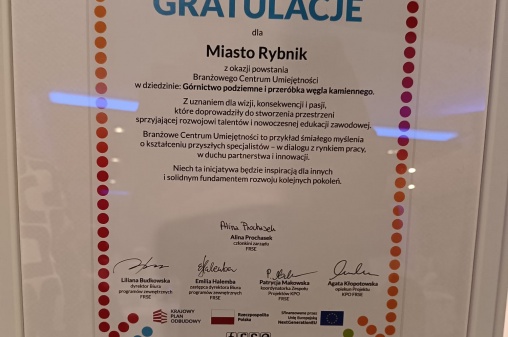 GRATULACJE
dla
Miasto Rybnik
z okazji powstania
Branżowego Centrum Umiejętności
w dziedzinie: Górnictwo podziemne i przeróbka węgla kamiennego.
Z uznaniem dla wizji, konsekwencji i pasji,
które doprowadziły do stworzenia przestrzeni
sprzyjającej rozwojowi talentów i nowoczesnej edukacji zawodowej.
Branżowe Centrum Umiejętności to przykład śmiałego myślenia
o kształceniu przyszłych specjalistów – w dialogu z rynkiem pracy,
w duchu partnerstwa i innowacji.
Niech ta inicjatywa będzie inspiracją dla innych
i solidnym fundamentem rozwoju kolejnych pokoleń.
Alina Prochasek
Alina Prochasek
członkini zarządu
FRSE
Liliana Budkowska
dyrektor Biura
programów zewnętrznych
FRSE
Emilia Halemba
zastępca dyrektora Biura
programów zewnętrznych
FRSE
Patrycja Makowska
koordynatorka Zespołu
Projektów KPO
FRSE
Agata Kłopotowska
opiekun Projektu
KPO FRSE
KRAJOWY
PLAN
ODBUDOWY
Rzeczpospolita
Polska
Sfinansowane przez
Unię Europejską
NextGenerationEU